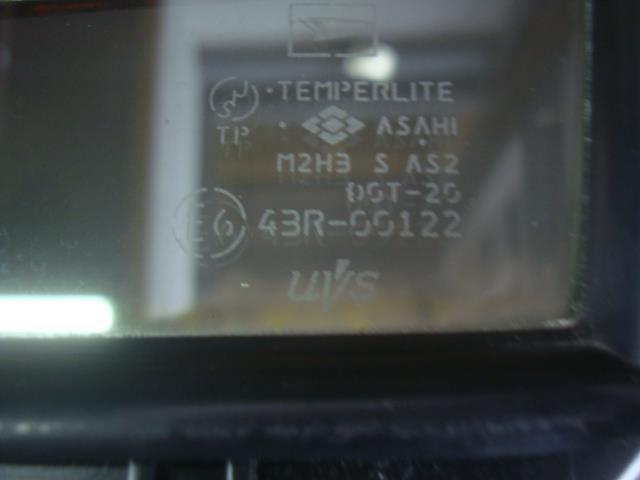 · TEMPERLITE
TP · ASAHI
M2H3 S AS2
DOT-20
E6 43R-00122
UVS